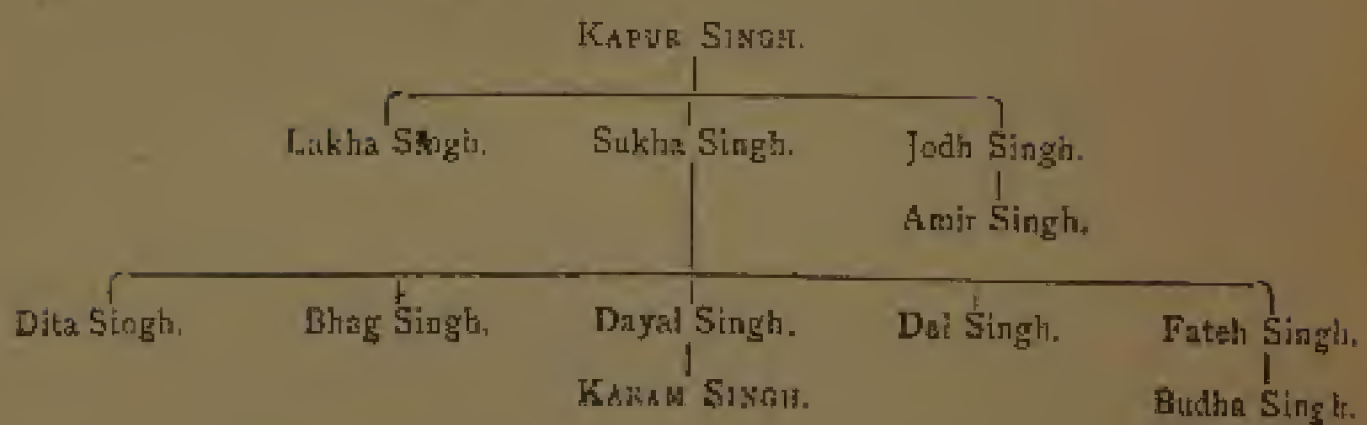 KAPUR SINGH.
Lakha Singh. Sukha Singh. Jodh Singh.
Amir Singh.
Dita Singh. Bhag Singh. Dayal Singh. Dal Singh. Fateh Singh.
KARAM SINGH. Budha Singh.